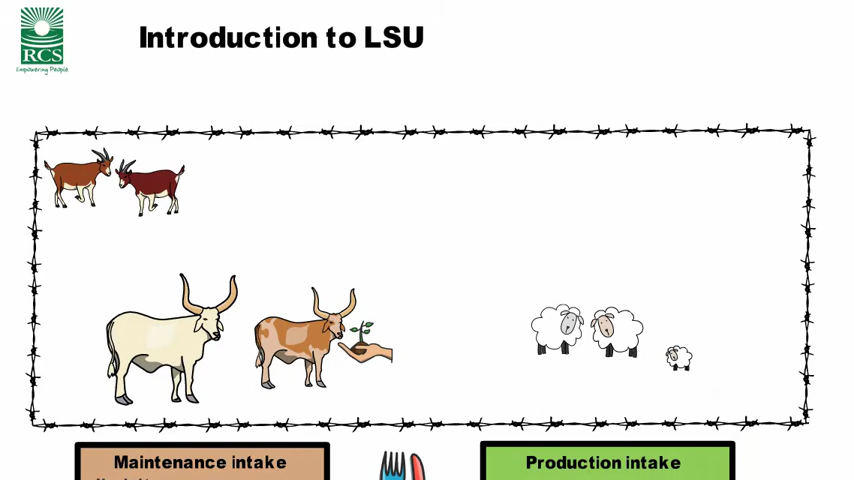 RCS
Empowering People
Introduction to LSU
Maintenance intake
Production intake